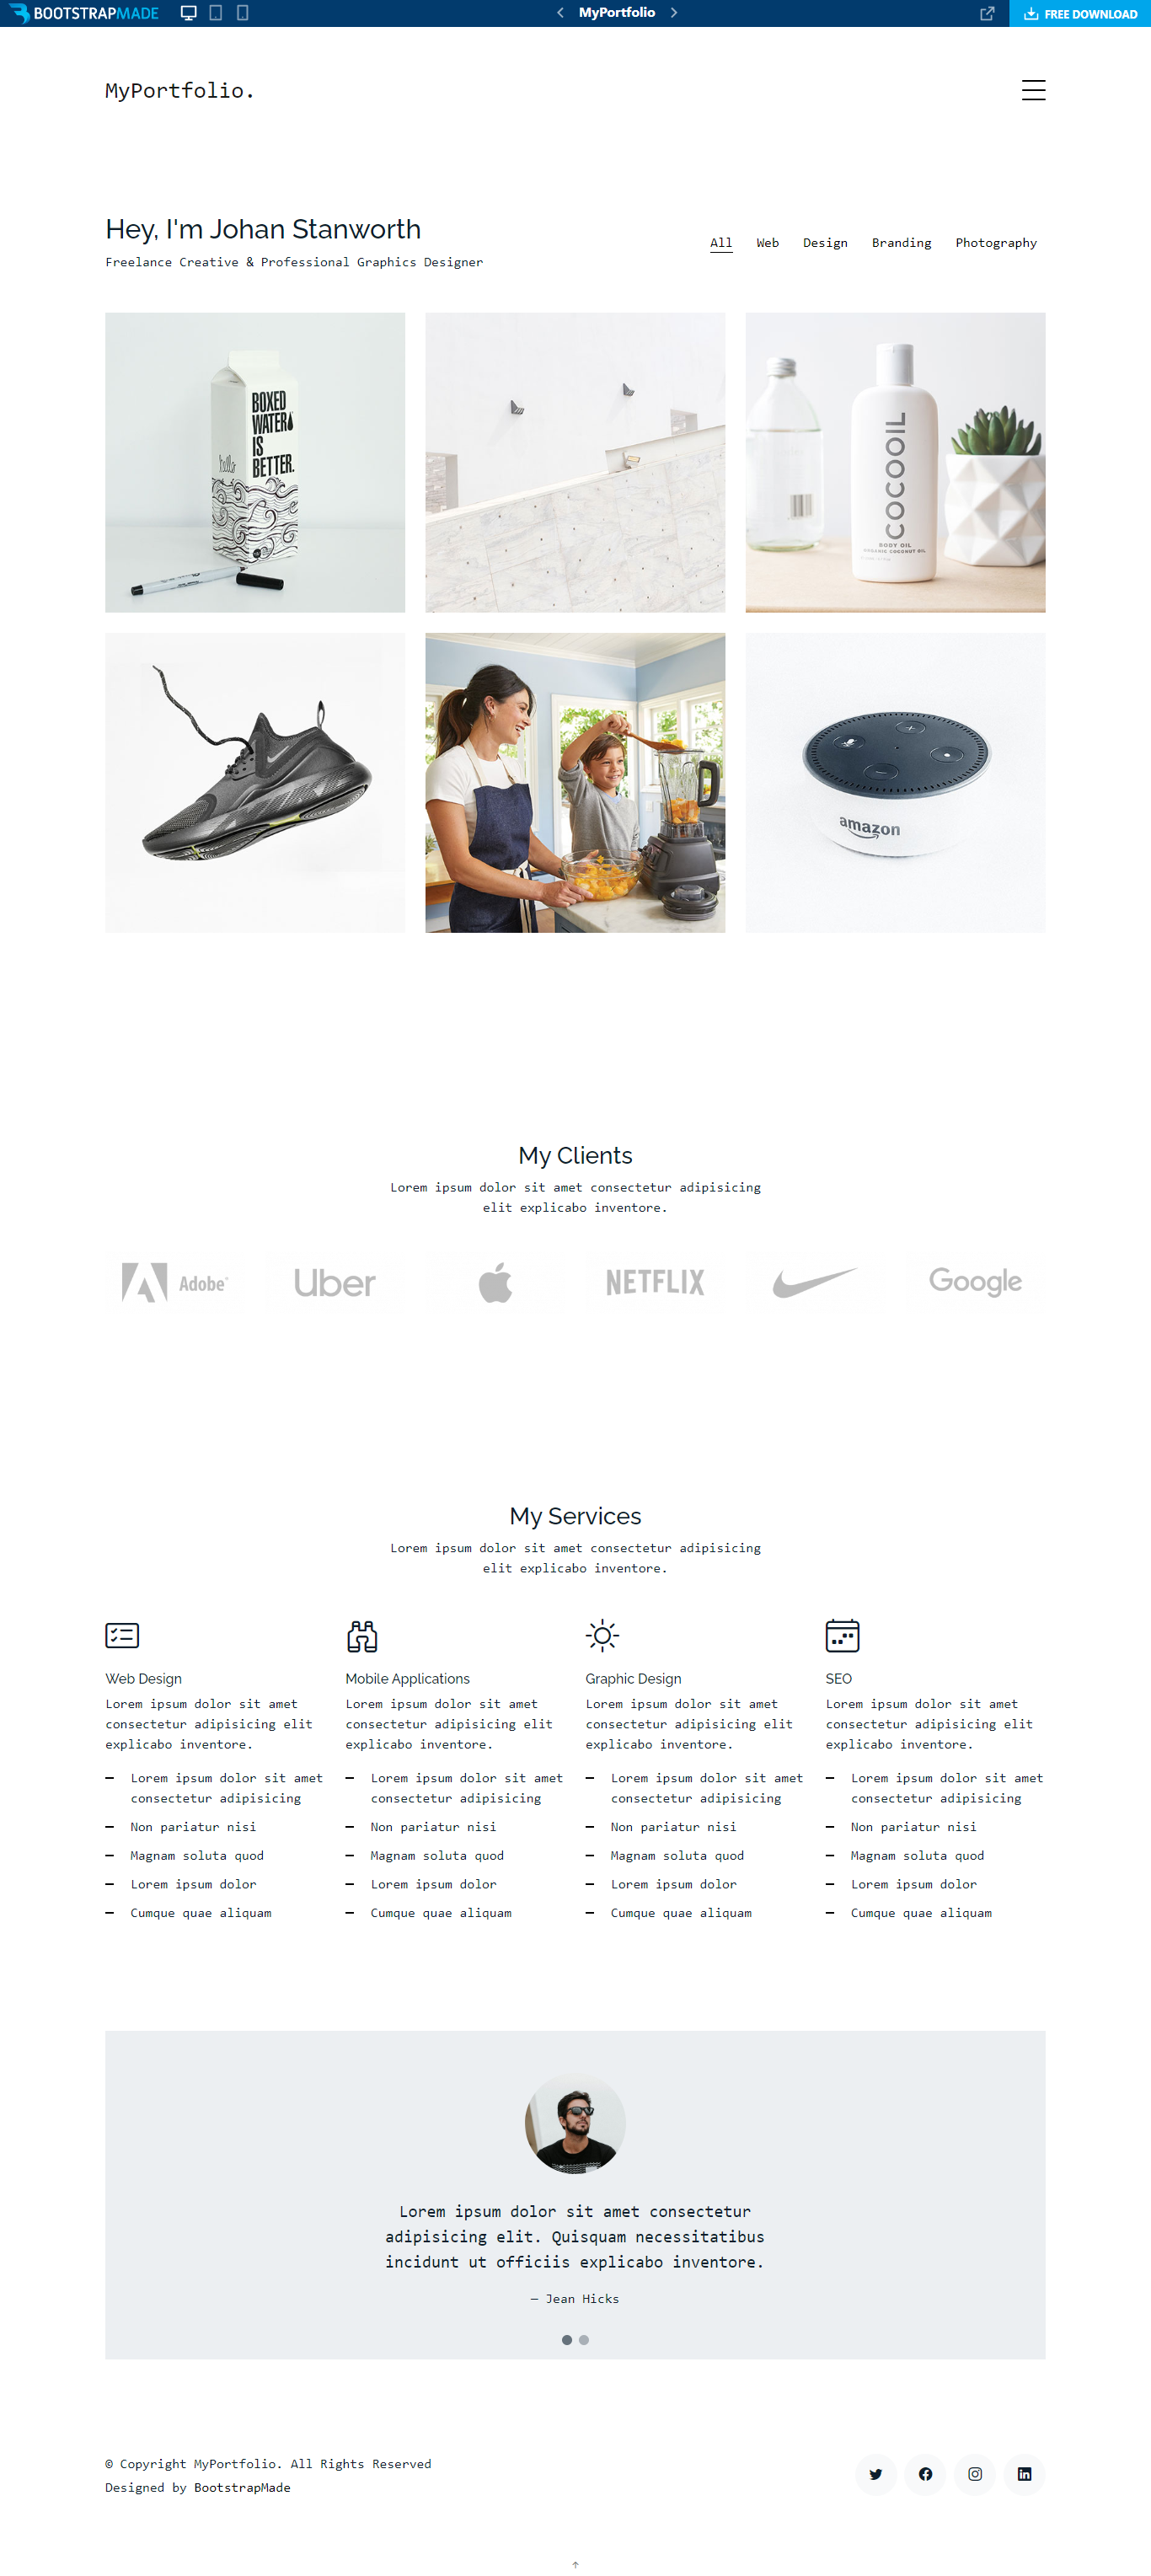 BOOTSTRAPMADE
MyPortfolio
FREE DOWNLOAD
MyPortfolio.
Hey, I'm Johan Stanworth
Freelance Creative & Professional Graphics Designer
All Web Design Branding Photography
BOXED
WATER
IS
BETTER.
hello
COCOOIL
BODY OIL
ORGANIC COCONUT OIL
amazon
My Clients
Lorem ipsum dolor sit amet consectetur adipisicing
elit explicabo inventore.
Adobe
Uber
NETFLIX
Google
My Services
Lorem ipsum dolor sit amet consectetur adipisicing
elit explicabo inventore.
Web Design
Lorem ipsum dolor sit amet
consectetur adipisicing elit
explicabo inventore.
Lorem ipsum dolor sit amet
consectetur adipisicing
Non pariatur nisi
Magnam soluta quod
Lorem ipsum dolor
Cumque quae aliquam
Mobile Applications
Lorem ipsum dolor sit amet
consectetur adipisicing elit
explicabo inventore.
Lorem ipsum dolor sit amet
consectetur adipisicing
Non pariatur nisi
Magnam soluta quod
Lorem ipsum dolor
Cumque quae aliquam
Graphic Design
Lorem ipsum dolor sit amet
consectetur adipisicing elit
explicabo inventore.
Lorem ipsum dolor sit amet
consectetur adipisicing
Non pariatur nisi
Magnam soluta quod
Lorem ipsum dolor
Cumque quae aliquam
SEO
Lorem ipsum dolor sit amet
consectetur adipisicing elit
explicabo inventore.
Lorem ipsum dolor sit amet
consectetur adipisicing
Non pariatur nisi
Magnam soluta quod
Lorem ipsum dolor
Cumque quae aliquam
Lorem ipsum dolor sit amet consectetur
adipisicing elit. Quisquam necessitatibus
incidunt ut officiis explicabo inventore.
— Jean Hicks
© Copyright MyPortfolio. All Rights Reserved
Designed by BootstrapMade